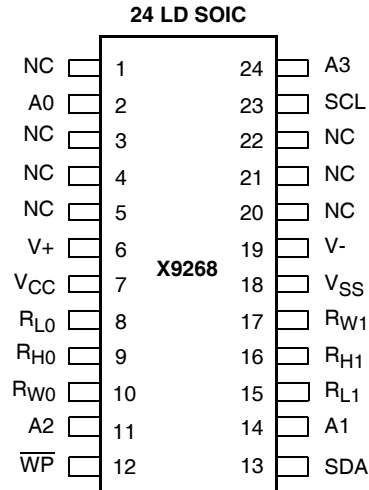 24 LD SOIC
NC 1 24 A3
A0 2 23 SCL
NC 3 22 NC
NC 4 21 NC
NC 5 20 NC
V+ 6 19 V-
X9268
VCC 7 18 VSS
RL0 8 17 RW1
RH0 9 16 RH1
RW0 10 15 RL1
A2 11 14 A1
WP 12 13 SDA